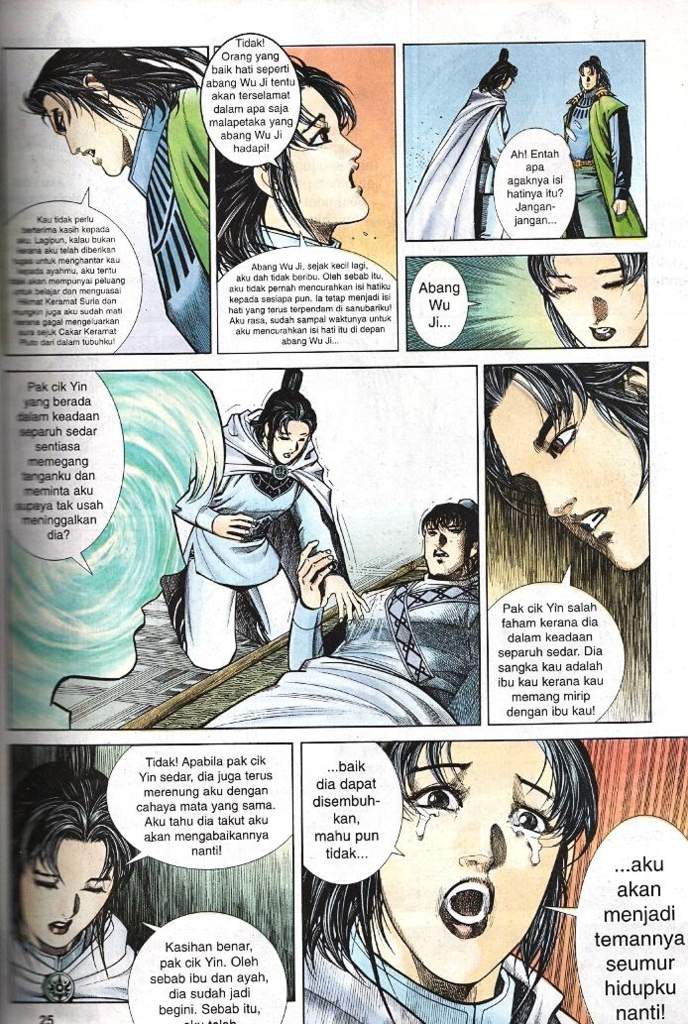 Kau tidak perlu
berterima kasih kepada
aku. Lagipun, kalau bukan
kerana aku telah diberikan
tugas untuk menghantar kau
kepada ayahmu, aku tentu
tidak akan mempunyai peluang
untuk belajar dan menguasai
Hikmat Keramat Suria dan
mungkin juga aku sudah mati
kerana gagal mengeluarkan
kuasa sejuk Cakar Keramat
Pluto dari dalam tubuhku!
Tidak!
Orang yang
baik hati seperti
abang Wu Ji tentu
akan terselamat
dalam apa saja
malapetaka yang
abang Wu Ji
hadapi!
Abang Wu Ji, sejak kecil lagi,
aku dah tidak beribu. Oleh sebab itu,
aku tidak pernah mencurahkan isi hatiku
kepada sesiapa pun. Ia tetap menjadi isi
hati yang terus terpendam di sanubariku!
Aku rasa, sudah sampai waktunya untuk
aku mencurahkan isi hati itu di depan
abang Wu Ji...
Ah! Entah
apa
agaknya isi
hatinya itu?
Jangan-
jangan...
Abang
Wu
Ji...
Pak cik Yin
yang berada
dalam keadaan
separuh sedar
sentiasa
memegang
tanganku dan
meminta aku
supaya tak usah
meninggalkan
dia?
Pak cik Yin salah
faham kerana dia
dalam keadaan
separuh sedar. Dia
sangka kau adalah
ibu kau kerana kau
memang mirip
dengan ibu kau!
Tidak! Apabila pak cik
Yin sedar, dia juga terus
merenung aku dengan
cahaya mata yang sama.
Aku tahu dia takut aku
akan mengabaikannya
nanti!
Kasihan benar,
pak cik Yin. Oleh
sebab ibu dan ayah,
dia sudah jadi
begini. Sebab itu,
aku telah
...baik
dia dapat
disembuh-
kan,
mahu pun
tidak...
...aku
akan
menjadi
temannya
seumur
hidupku
nanti!
25